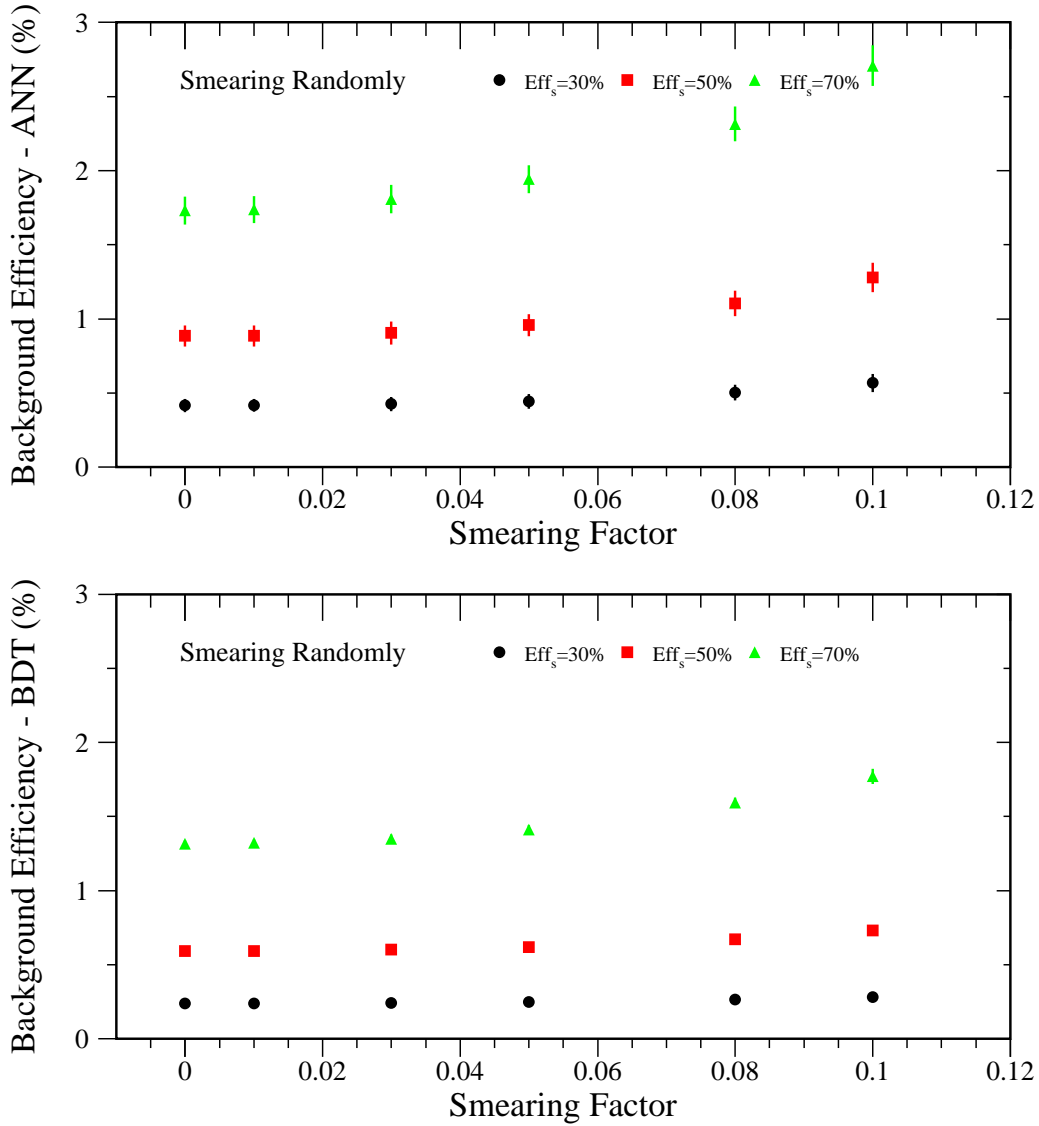 Background Efficiency - ANN (%)
3
2
1
0
Smearing Randomly Eff_s=30% Eff_s=50% Eff_s=70%
0 0.02 0.04 0.06 0.08 0.1 0.12
Smearing Factor
Background Efficiency - BDT (%)
3
2
1
0
Smearing Randomly Eff_s=30% Eff_s=50% Eff_s=70%
0 0.02 0.04 0.06 0.08 0.1 0.12
Smearing Factor